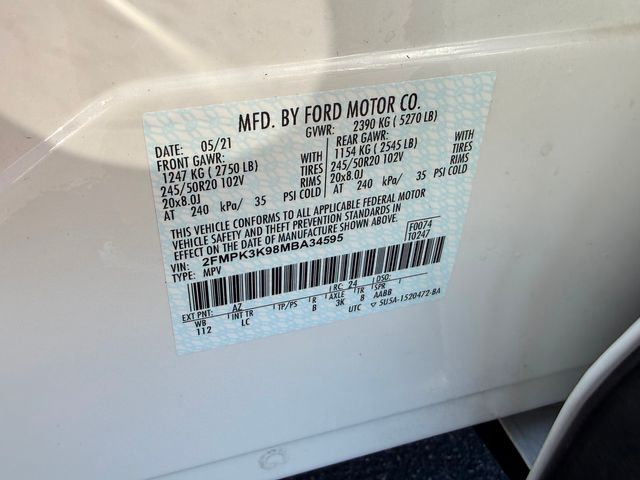 MFD. BY FORD MOTOR CO.
DATE: 05/21 GVWR: 2390 KG ( 5270 LB)
FRONT GAWR: WITH REAR GAWR: WITH
1247 KG ( 2750 LB) TIRES 1154 KG ( 2545 LB) TIRES
245/50R20 102V RIMS 245/50R20 102V RIMS
20x8.0J 20x8.0J
AT 240 kPa/ 35 PSI COLD AT 240 kPa/ 35 PSI COLD
THIS VEHICLE CONFORMS TO ALL APPLICABLE FEDERAL MOTOR
VEHICLE SAFETY AND THEFT PREVENTION STANDARDS IN
EFFECT ON THE DATE OF MANUFACTURE SHOWN ABOVE. F0074
VIN: 2FMPK3K98MBA34595 T0247
TYPE: MPV
EXT PNT: AZ RC: 24 DSO:
WB INT TR TP/PS R AXLE TR SPR
112 LC B 3K B AABB
UTC ▽ 5U5A-1520472-BA